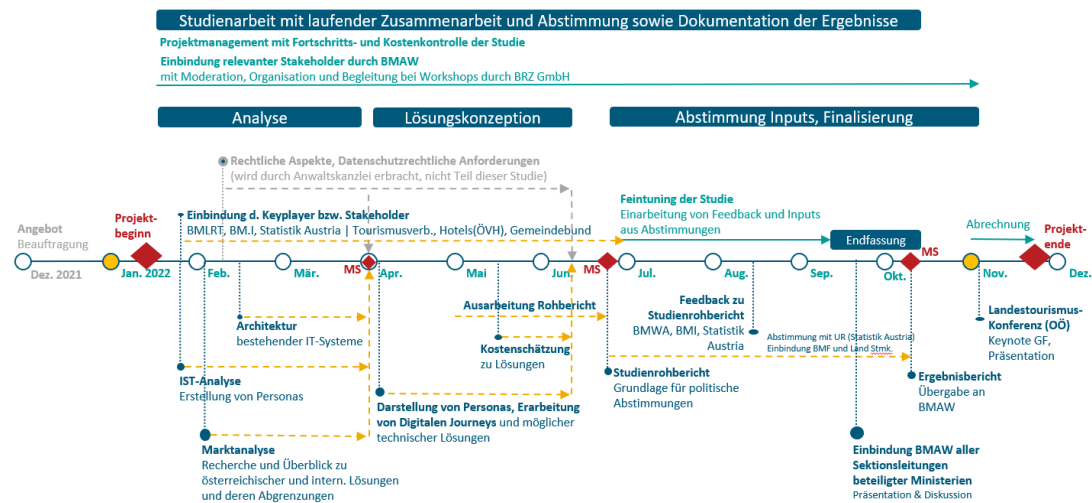 Studienarbeit mit laufender Zusammenarbeit und Abstimmung sowie Dokumentation der Ergebnisse
Projektmanagement mit Fortschritts- und Kostenkontrolle der Studie
Einbindung relevanter Stakeholder durch BMAW
mit Moderation, Organisation und Begleitung bei Workshops durch BRZ GmbH
Analyse
Lösungskonzeption
Abstimmung Inputs, Finalisierung
Rechtliche Aspekte, Datenschutzrechtliche Anforderungen
(wird durch Anwaltskanzlei erbracht, nicht Teil dieser Studie)
Einbindung d. Keyplayer bzw. Stakeholder
BMLRT, BM.I, Statistik Austria | Tourismusverb., Hotels(ÖVH), Gemeindebund
Feintuning der Studie
Einarbeitung von Feedback und Inputs
aus Abstimmungen
Endfassung
Abrechnung
Angebot
Beauftragung
Projekt-
beginn
Projekt-
ende
Dez. 2021
Jan. 2022
Feb.
Mär.
MS
Apr.
Mai
Jun.
MS
Jul.
Aug.
Sep.
Okt.
MS
Nov.
Dez.
Architektur
bestehender IT-Systeme
IST-Analyse
Erstellung von Personas
Marktanalyse
Recherche und Überblick zu
österreichischer und intern. Lösungen
und deren Abgrenzungen
Ausarbeitung Rohbericht
Kostenschätzung
zu Lösungen
Darstellung von Personas, Erarbeitung
von Digitalen Journeys und möglicher
technischer Lösungen
Studienrohbericht
Grundlage für politische
Abstimmungen
Feedback zu
Studienrohbericht
BMWA, BMI, Statistik
Austria
Abstimmung mit UR (Statistik Austria)
Einbindung BMF und Land Stmk.
Ergebnisbericht
Übergabe an
BMAW
Einbindung BMAW aller
Sektionsleitungen
beteiligter Ministerien
Präsentation & Diskussion
Landestourismus-
Konferenz (OÖ)
Keynote GF,
Präsentation